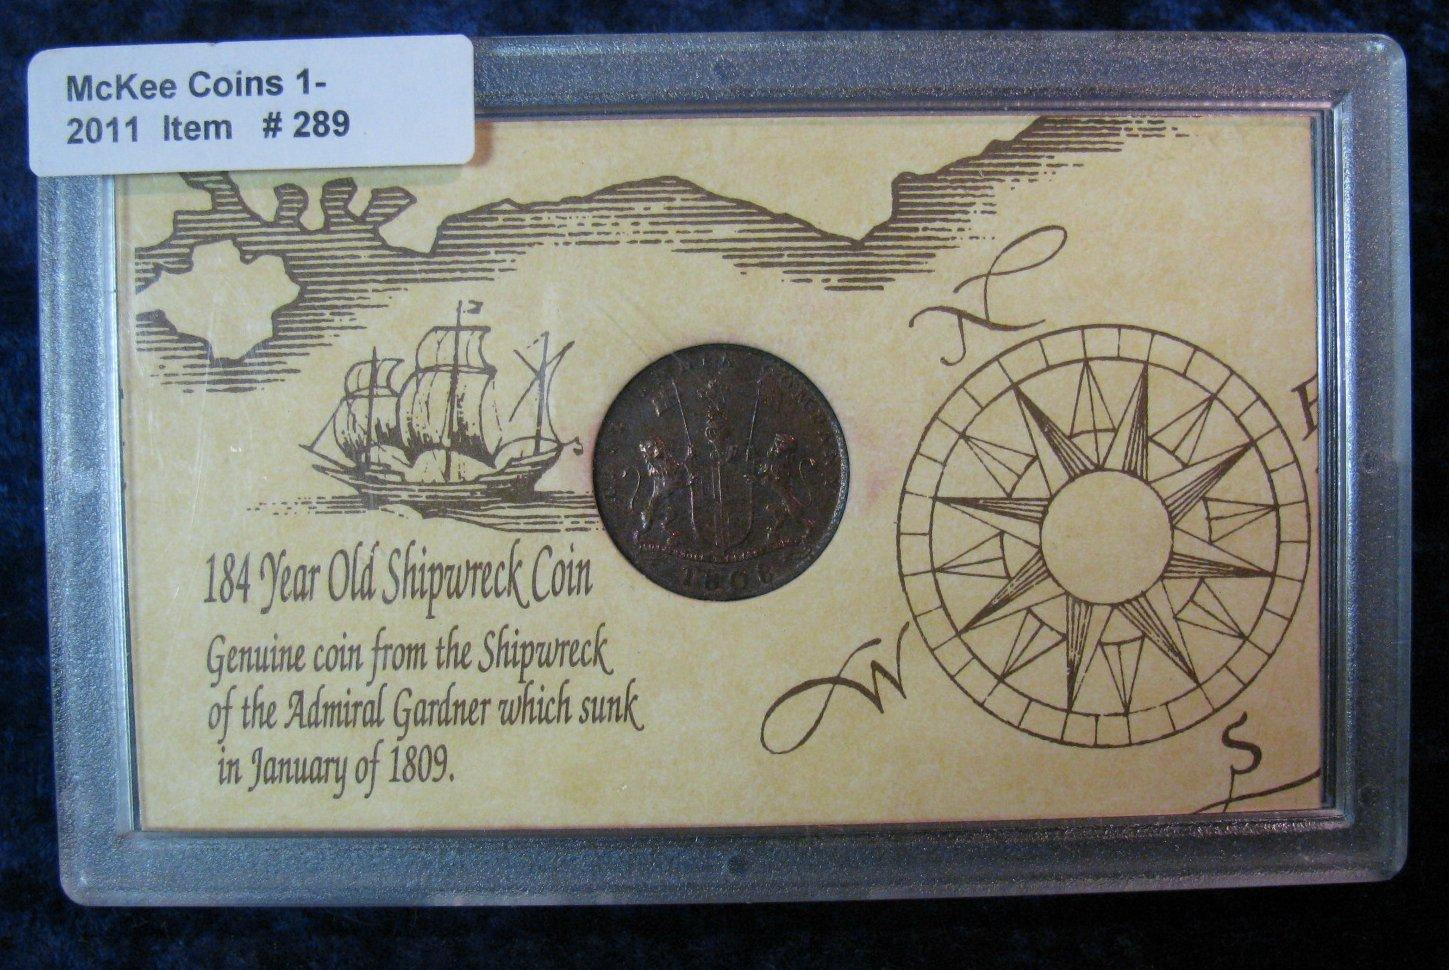 McKee Coins 1-
2011 Item # 289
N
184 Year Old Shipwreck Coin
Genuine coin from the Shipwreck
of the Admiral Gardner which sunk
in January of 1809.
1808
W
S